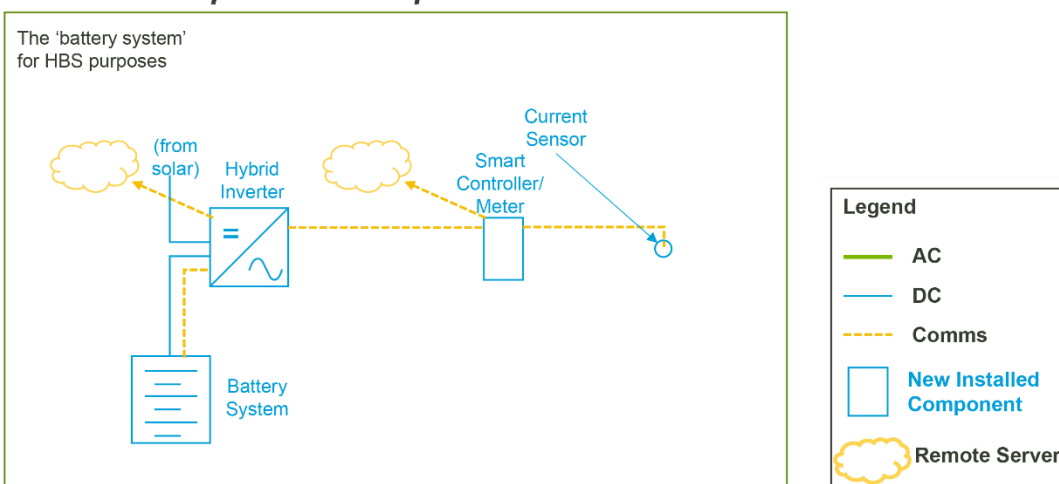 The ‘battery system’
for HBS purposes
(from
solar)
Hybrid
Inverter
Current
Sensor
Smart
Controller/
Meter
Battery
System
Legend
AC
DC
Comms
New Installed
Component
Remote Server